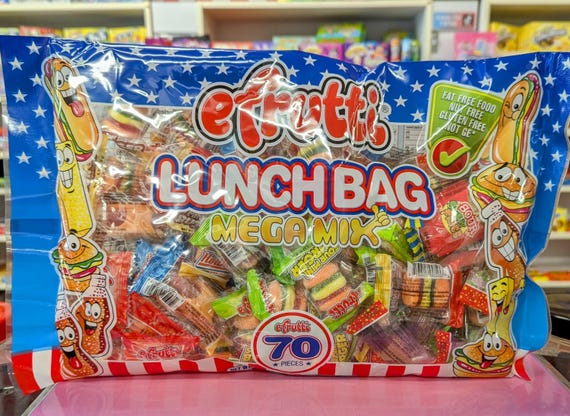 efrutti
FAT FREE FOOD
NUT FREE
GLUTEN FREE
NOT GE*
LUNCH BAG
MEGA MIX
efrutti
70
PIECES